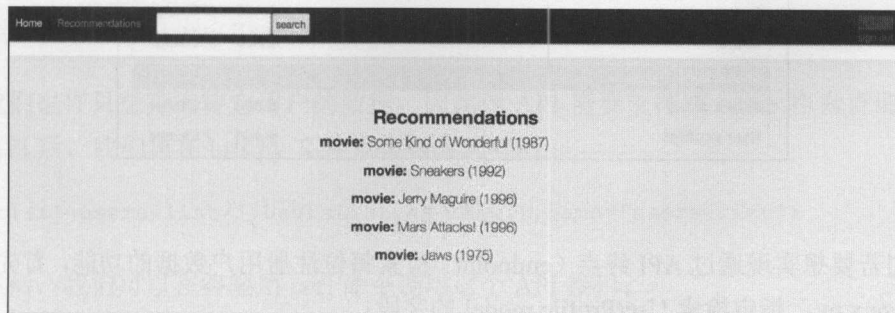 Home Recommendations search
Recommendations
movie: Some Kind of Wonderful (1987)
movie: Sneakers (1992)
movie: Jerry Maguire (1996)
movie: Mars Attacks! (1996)
movie: Jaws (1975)